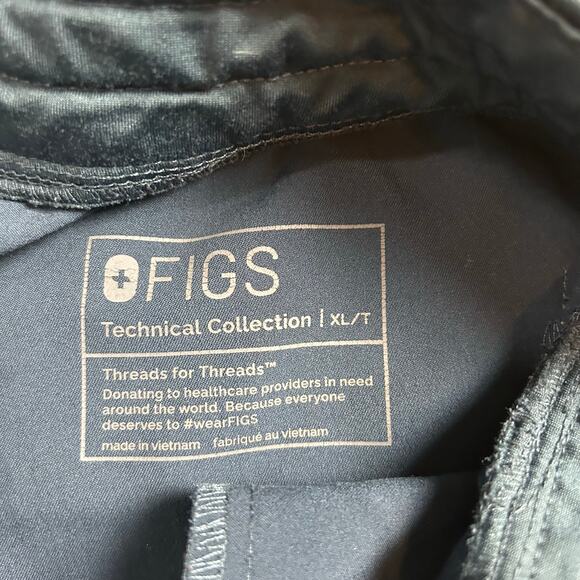 FIGS
Technical Collection | XL/T
Threads for Threads™
Donating to healthcare providers in need
around the world. Because everyone
deserves to #wearFIGS
made in vietnam fabriqué au vietnam